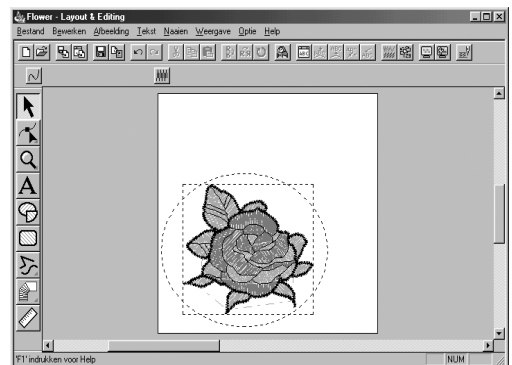 Flower - Layout & Editing
Bestand Bewerken Afbeelding Tekst Naaien Weergave Optie Help
A
'F1' indrukken voor Help
NUM